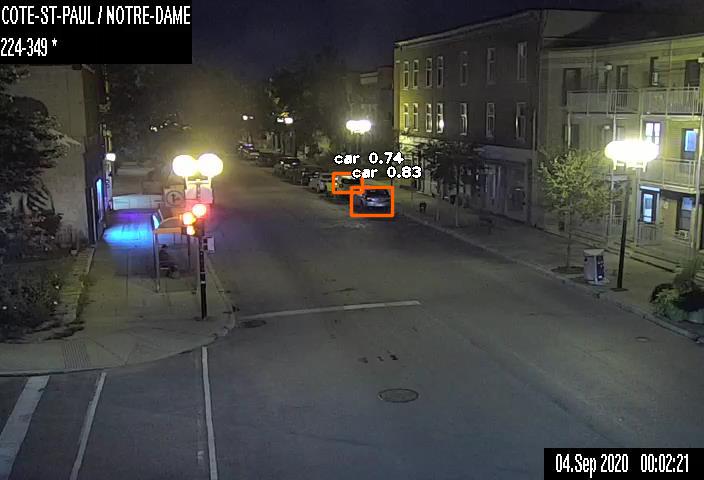 COTE-ST-PAUL / NOTRE-DAME
224-349 *
car 0.74
car 0.83
04.Sep 2020 00:02:21